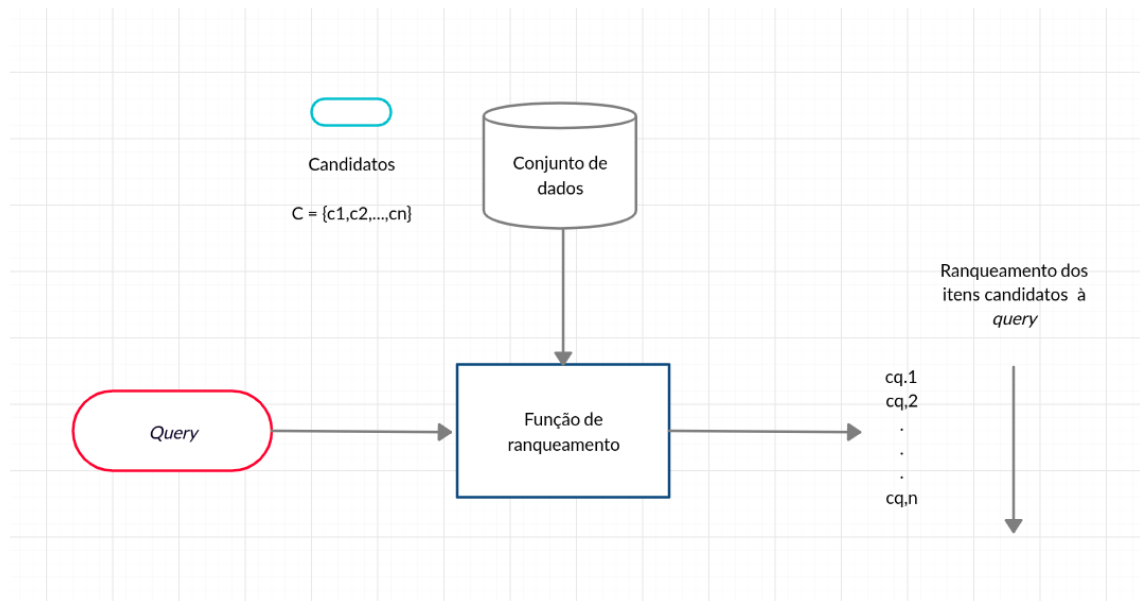 Candidatos
C = {c1,c2,...,cn}
Conjunto de
dados
Ranqueamento dos
itens candidatos à
query
Query
Função de
ranqueamento
cq.1
cq,2
.
.
.
cq,n